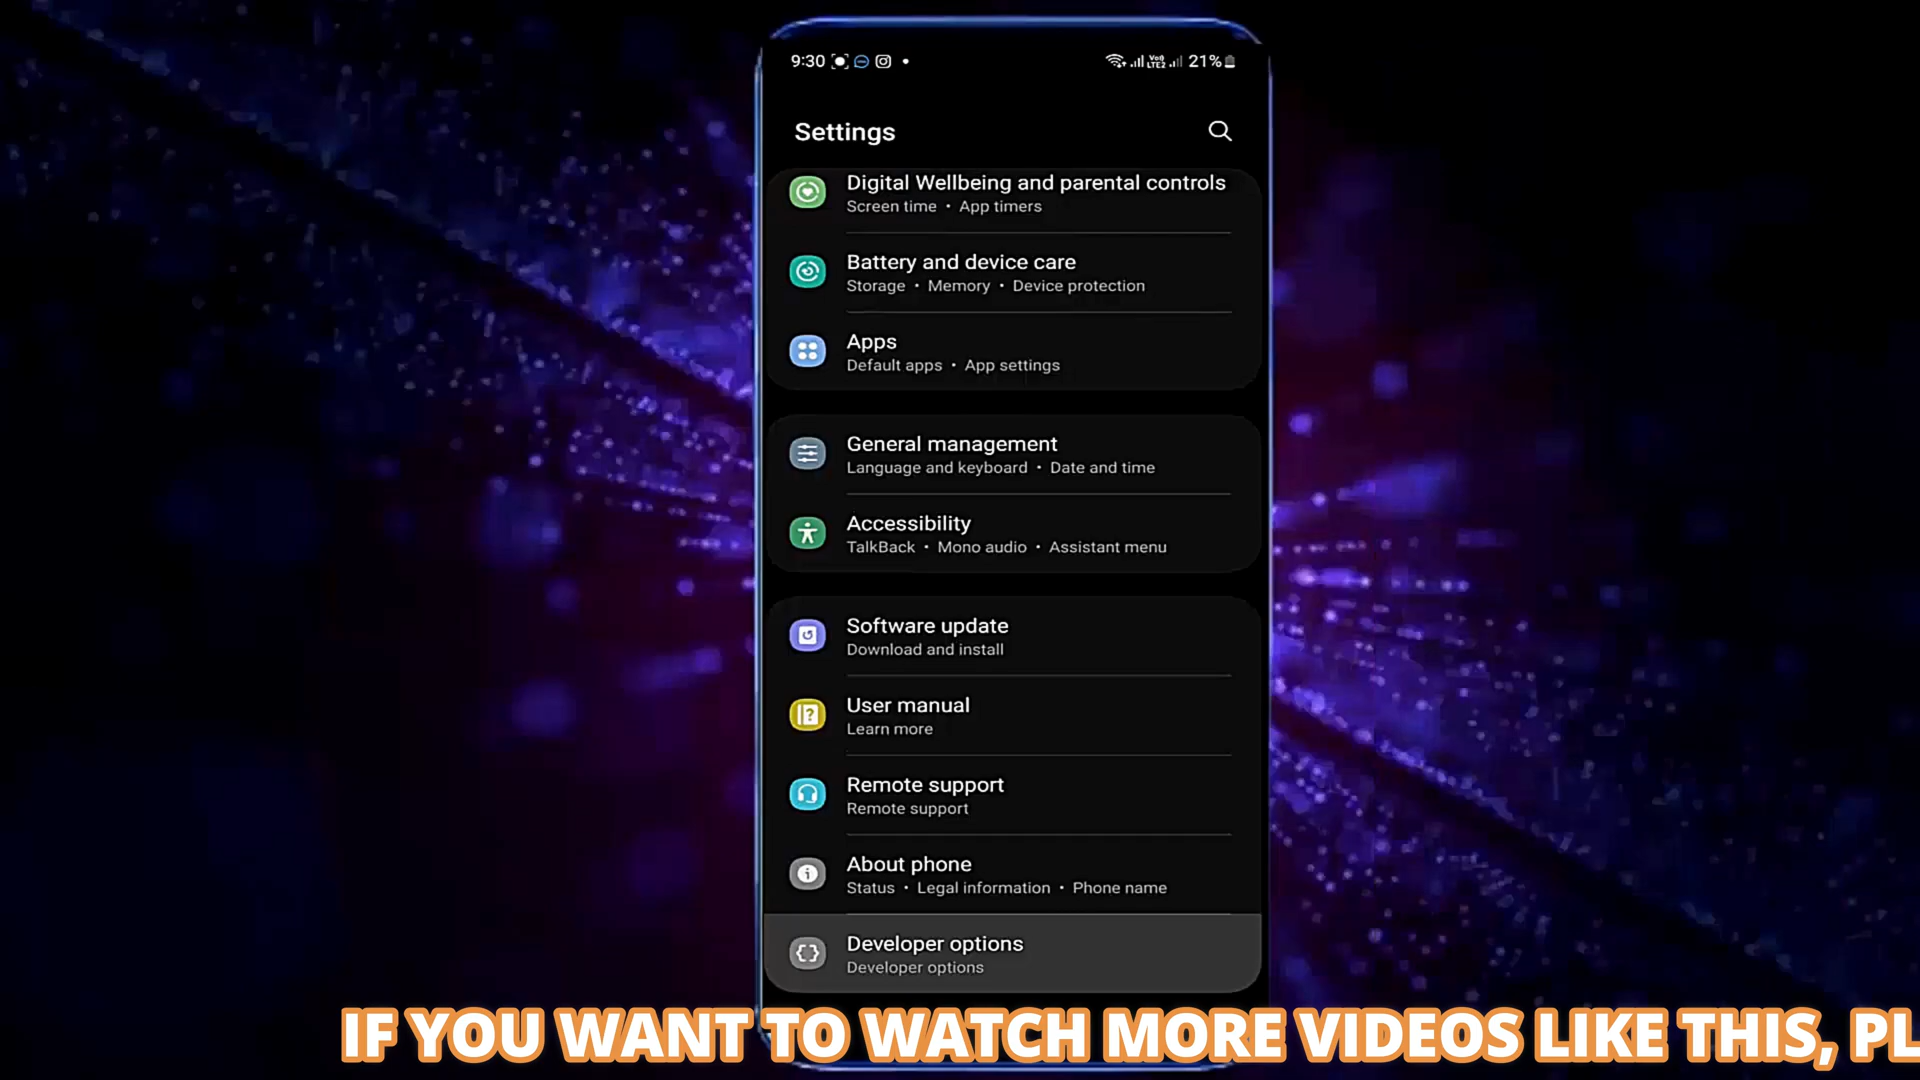 9:30
Vo8
LTE2
21%
Settings
Digital Wellbeing and parental controls
Screen time • App timers
Battery and device care
Storage • Memory • Device protection
Apps
Default apps • App settings
General management
Language and keyboard • Date and time
Accessibility
TalkBack • Mono audio • Assistant menu
Software update
Download and install
User manual
Learn more
Remote support
Remote support
About phone
Status • Legal information • Phone name
Developer options
Developer options
IF YOU WANT TO WATCH MORE VIDEOS LIKE THIS, PL